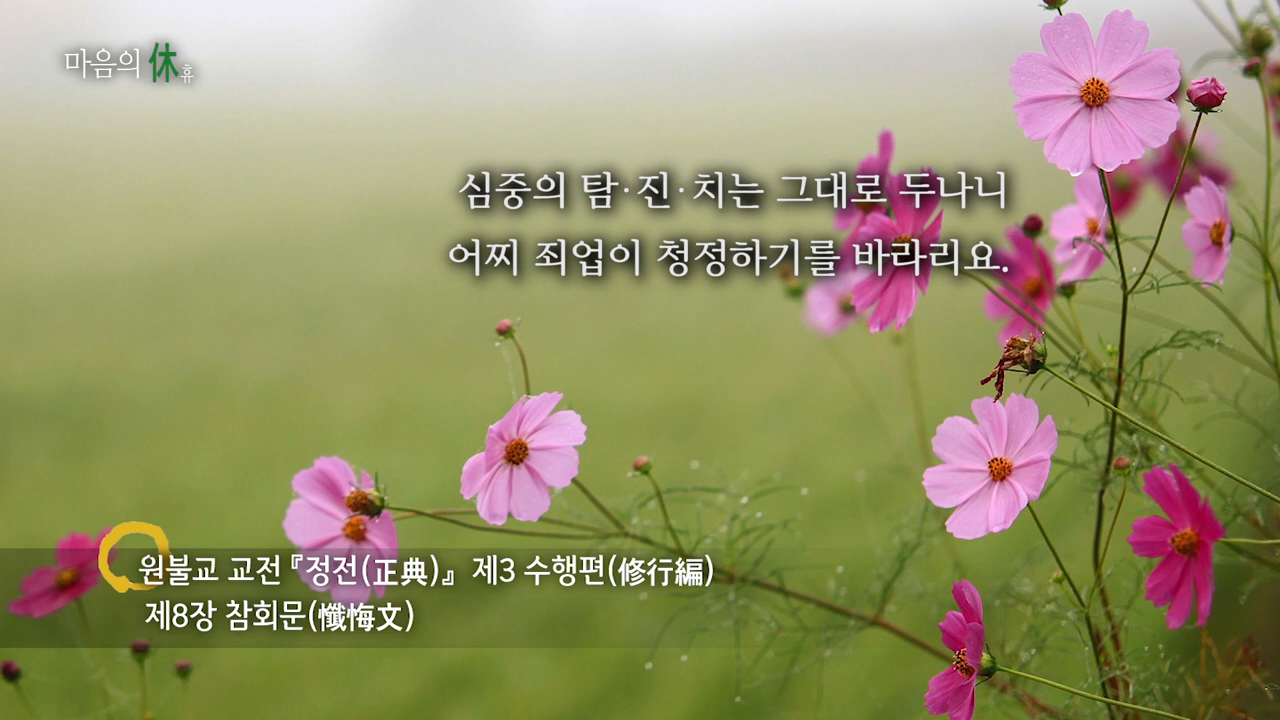 마음의 休 휴
심중의 탐·진·치는 그대로 두나니
어찌 죄업이 청정하기를 바라리요.
원불교 교전 『정전(正典)』 제3 수행편(修行編)
제8장 참회문(懺悔文)